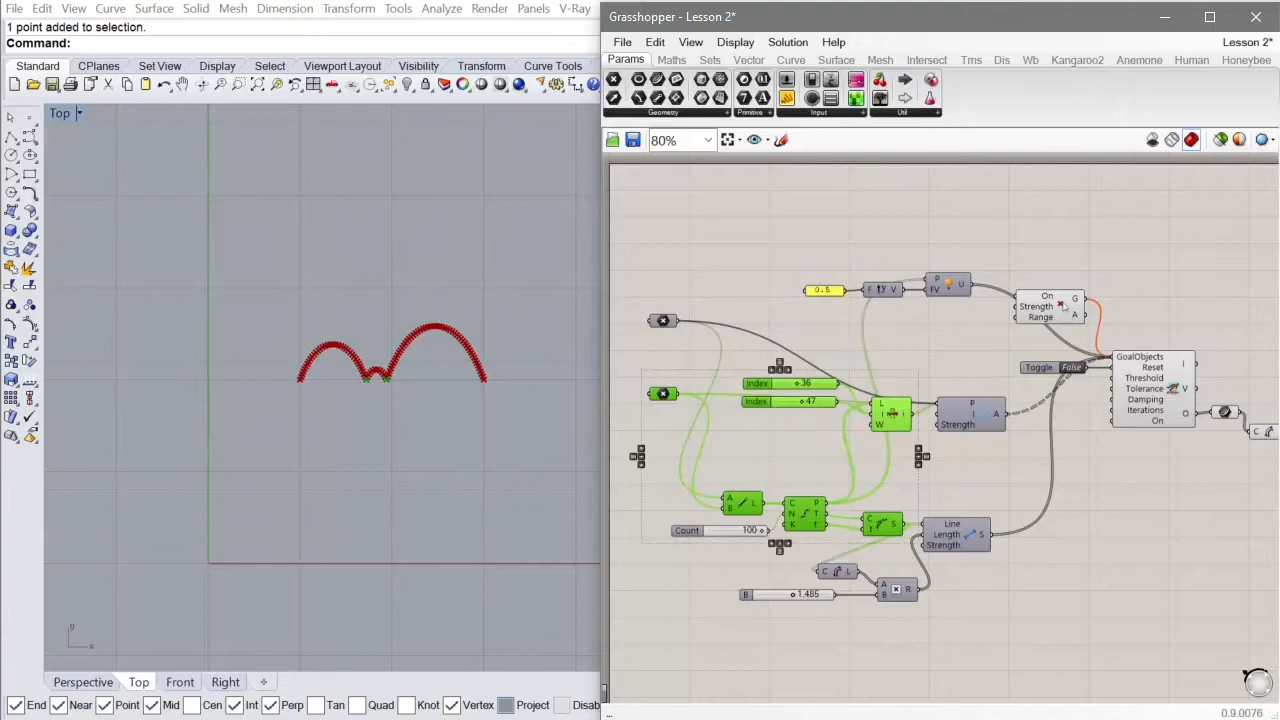 File Edit View Curve Surface Solid Mesh Dimension Transform Tools Analyze Render Panels V-Ray
1 point added to selection.
Command:
Standard CPlanes Set View Display Select Viewport Layout Visibility Transform Curve Tools
Top
y
x
Perspective Top Front Right
End Near Point Mid Cen Int Perp Tan Quad Knot Vertex Project Disab
Grasshopper - Lesson 2*
File Edit View Display Solution Help Lesson 2*
Params Maths Sets Vector Curve Surface Mesh Intersect Transform Tms Dis Wb Kangaroo2 Anemone Human Honeybee
Geometry Primitive Input Util
80%
0.5
F V
P
FV
U
On
Strength
Range
G
A
Index 36
Index 47
L
i
W
i
P
I
Strength
A
Toggle False
GoalObjects
Reset
Threshold
Tolerance
Damping
Iterations
On
I
V
O
C
A
B
L
Count 100
C
N
K
P
T
t
C
t
S
Line
Length
Strength
S
C L
B 1.485
A
B
R
...
0.9.0076